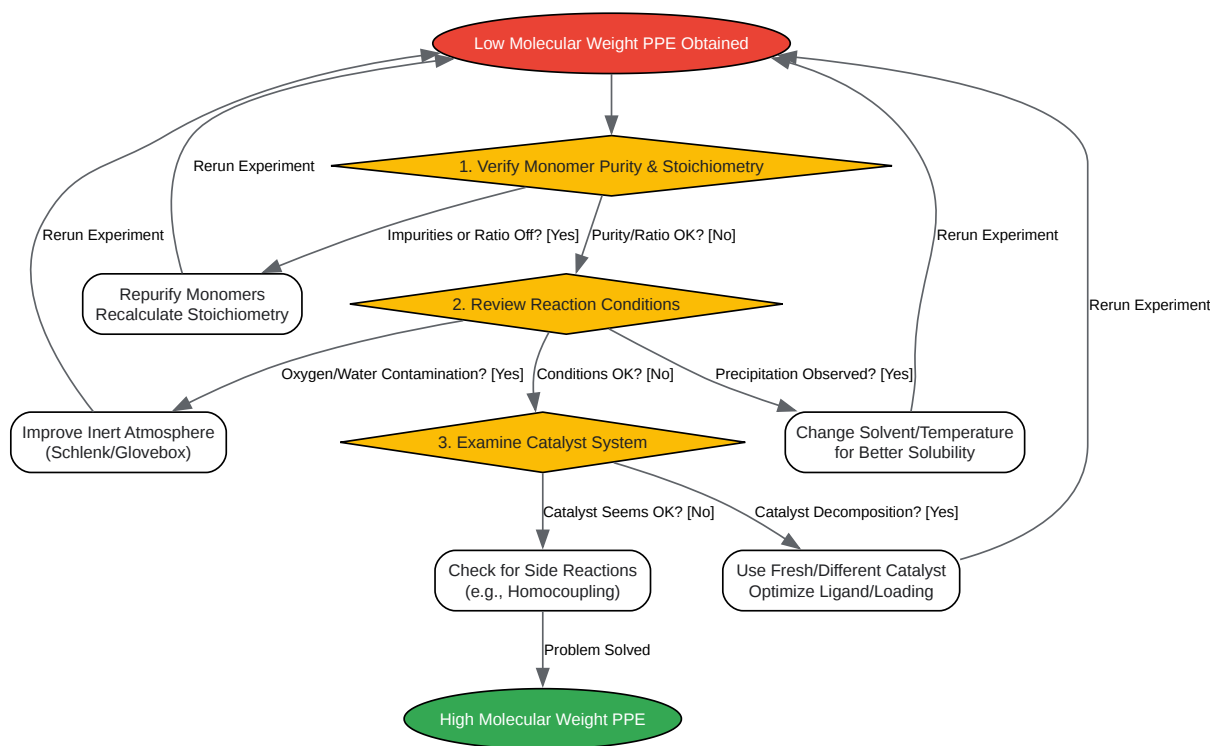 Low Molecular Weight PPE Obtained
1. Verify Monomer Purity & Stoichiometry
Rerun Experiment
Rerun Experiment
Impurities or Ratio Off? [Yes]
Purity/Ratio OK? [No]
Rerun Experiment
Repurify Monomers
Recalculate Stoichiometry
2. Review Reaction Conditions
Rerun Experiment
Oxygen/Water Contamination? [Yes]
Conditions OK? [No]
Precipitation Observed? [Yes]
Improve Inert Atmosphere
(Schlenk/Glovebox)
3. Examine Catalyst System
Change Solvent/Temperature
for Better Solubility
Catalyst Seems OK? [No]
Catalyst Decomposition? [Yes]
Check for Side Reactions
(e.g., Homocoupling)
Use Fresh/Different Catalyst
Optimize Ligand/Loading
Problem Solved
High Molecular Weight PPE